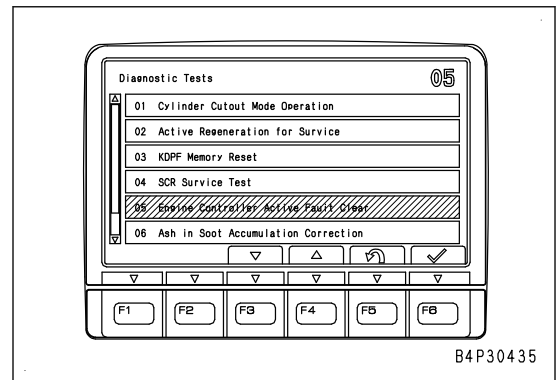 Diagnostic Tests 05
01 Cylinder Cutout Mode Operation
02 Active Regeneration for Survice
03 KDPF Memory Reset
04 SCR Survice Test
05 Engine Controller Active Fault Clear
06 Ash in Soot Accumulation Correction
F1 F2 F3 F4 F5 F6
B4P30435